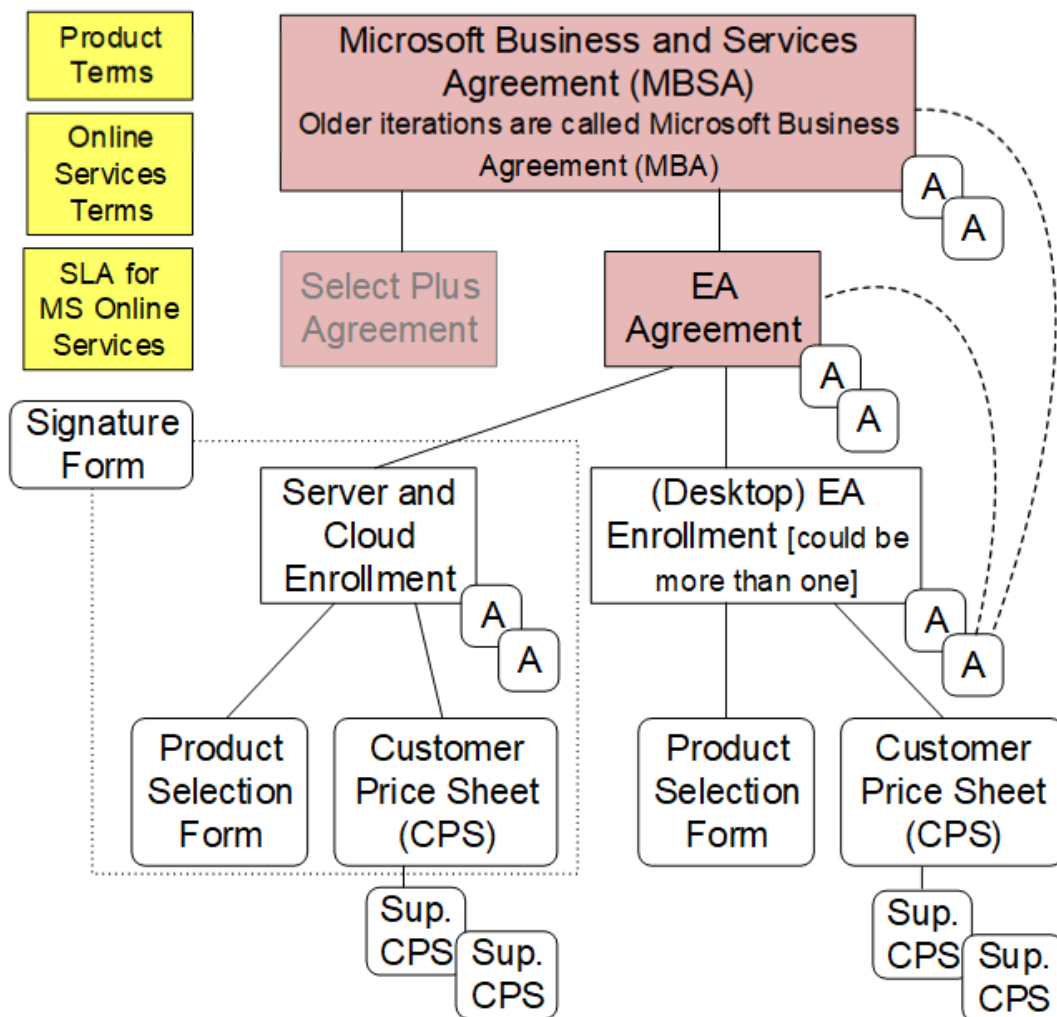 Product
Terms
Online
Services
Terms
SLA for
MS Online
Services
Microsoft Business and Services
Agreement (MBSA)
Older iterations are called Microsoft Business
Agreement (MBA)
A
A
Select Plus
Agreement
EA
Agreement
A
A
Signature
Form
Server and
Cloud
Enrollment
A
A
(Desktop) EA
Enrollment [could be
more than one]
A
A
Product
Selection
Form
Customer
Price Sheet
(CPS)
Product
Selection
Form
Customer
Price Sheet
(CPS)
Sup.
CPS
Sup.
CPS
Sup.
CPS
Sup.
CPS